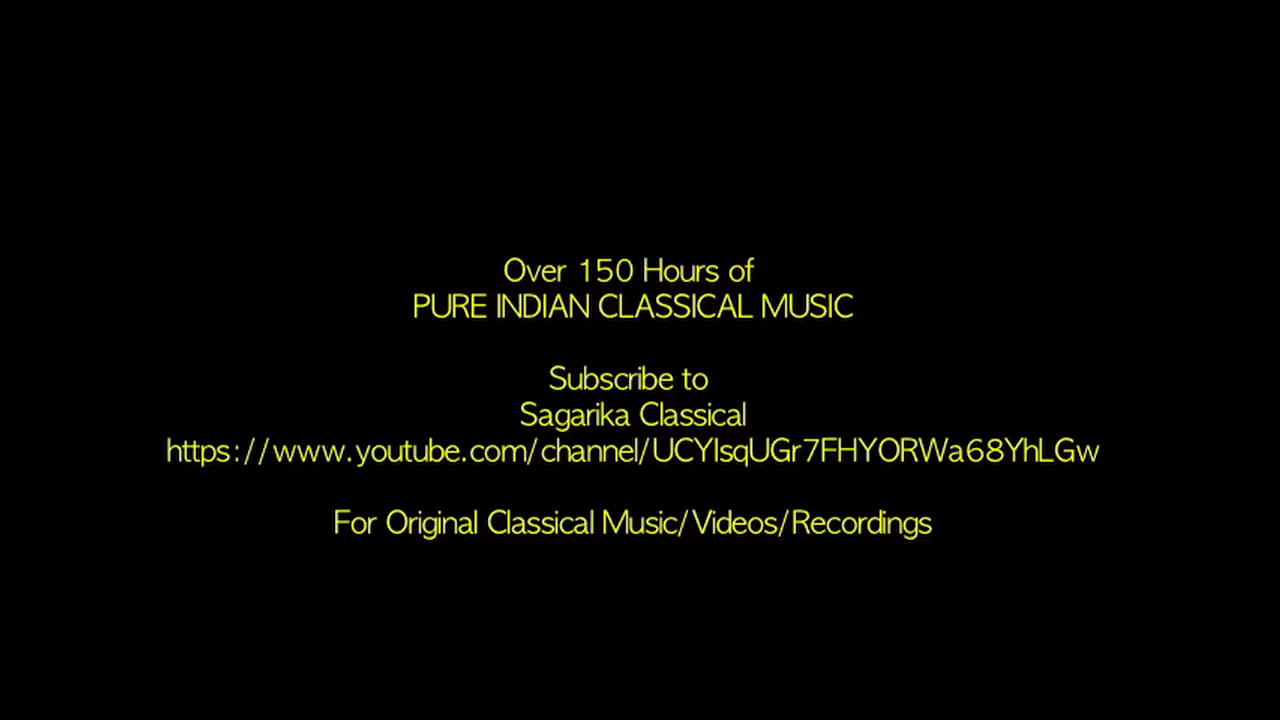 Over 150 Hours of
PURE INDIAN CLASSICAL MUSIC
Subscribe to
Sagarika Classical
https://www.youtube.com/channel/UCYIsqUGr7FHYORWa68YhLGw
For Original Classical Music/Videos/Recordings